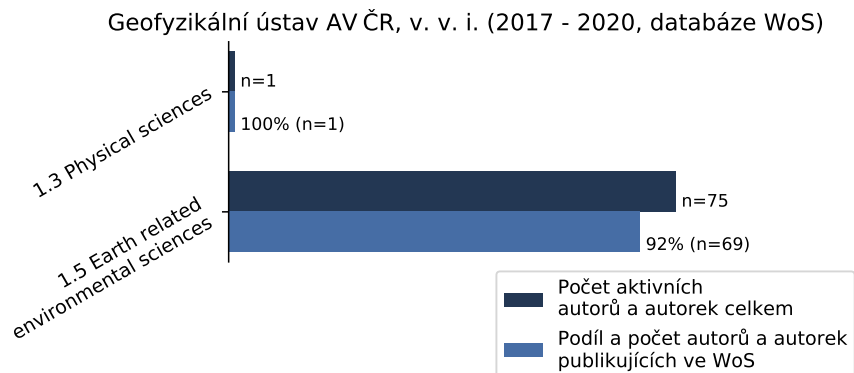 Geofyzikální ústav AV ČR, v. v. i. (2017 - 2020, databáze WoS)
n=1
1.3 Physical sciences
100% (n=1)
n=75
1.5 Earth related
environmental sciences
92% (n=69)
Počet aktivních
autorů a autorek celkem
Podíl a počet autorů a autorek
publikujících ve WoS